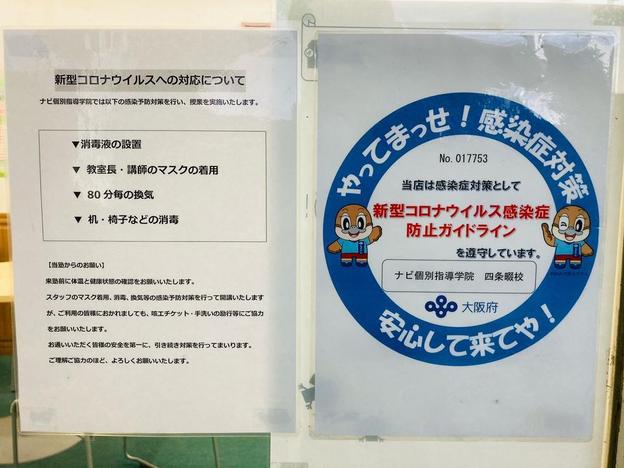 新型コロナウイルスへの対応について
ナビ個別指導学院では以下の感染予防対策を行い、授業を実施いたします。
▼消毒液の設置
▼ 教室長・講師のマスクの着用
▼ 80分毎の換気
▼ 机・椅子などの消毒
【当塾からのお願い】
来塾前に体温と健康状態の確認をお願いいたします。
スタッフのマスク着用、消毒、換気等の感染予防対策を行って開講いたします
が、ご利用の皆様におかれましても、咳エチケット・手洗いの励行等にご協力
をお願いいたします。
お通いいただく皆様の安全を第一に、引き続き対策を行ってまいります。
ご理解ご協力のほど、よろしくお願いいたします。
やってまっせ!感染症対策
No. 017753
当店は感染症対策として
新型コロナウイルス感染症
防止ガイドライン
を遵守しています。
ナビ個別指導学院 四条畷校
大阪府
安心して来てや!